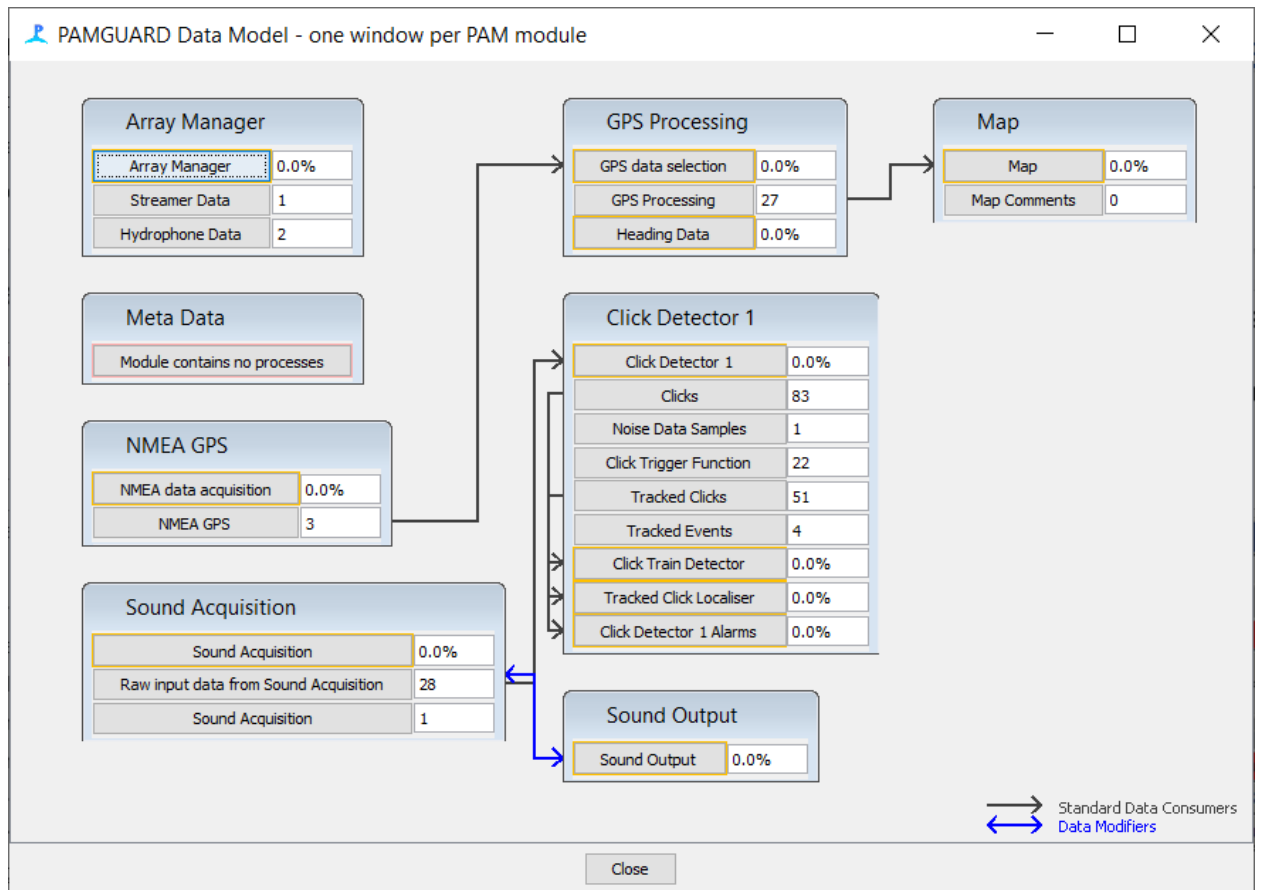 PAMGUARD Data Model - one window per PAM module
Array Manager
Array Manager 0.0%
Streamer Data 1
Hydrophone Data 2
Meta Data
Module contains no processes
NMEA GPS
NMEA data acquisition 0.0%
NMEA GPS 3
Sound Acquisition
Sound Acquisition 0.0%
Raw input data from Sound Acquisition 28
Sound Acquisition 1
GPS Processing
GPS data selection 0.0%
GPS Processing 27
Heading Data 0.0%
Click Detector 1
Click Detector 1 0.0%
Clicks 83
Noise Data Samples 1
Click Trigger Function 22
Tracked Clicks 51
Tracked Events 4
Click Train Detector 0.0%
Tracked Click Localiser 0.0%
Click Detector 1 Alarms 0.0%
Sound Output
Sound Output 0.0%
Map
Map 0.0%
Map Comments 0
Standard Data Consumers
Data Modifiers
Close